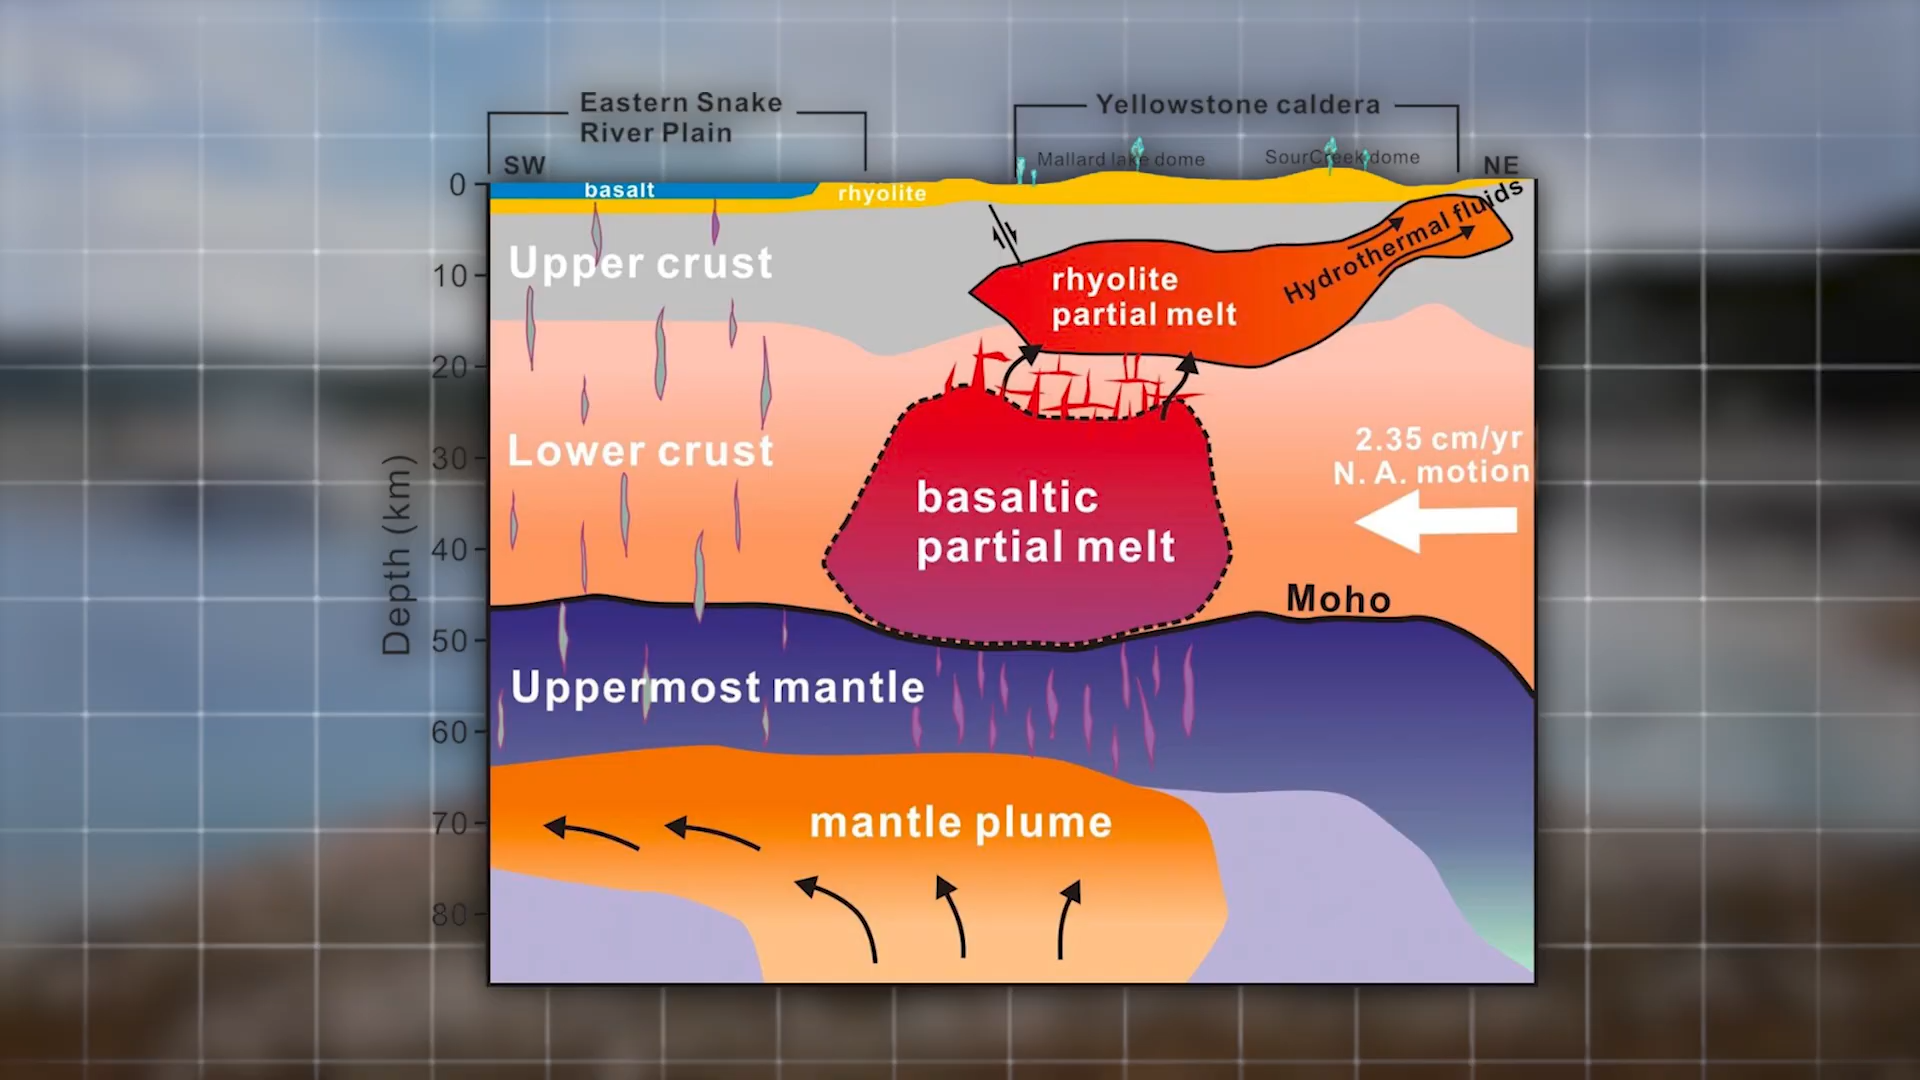 Eastern Snake
River Plain
Yellowstone caldera
SW
Mallard lake dome
SourCreek dome
NE
0
basalt
rhyolite
Hydrothermal fluids
Upper crust
10
rhyolite
partial melt
20
Lower crust
30
2.35 cm/yr
N. A. motion
Depth (km)
basaltic
partial melt
40
Moho
50
Uppermost mantle
60
70
mantle plume
80